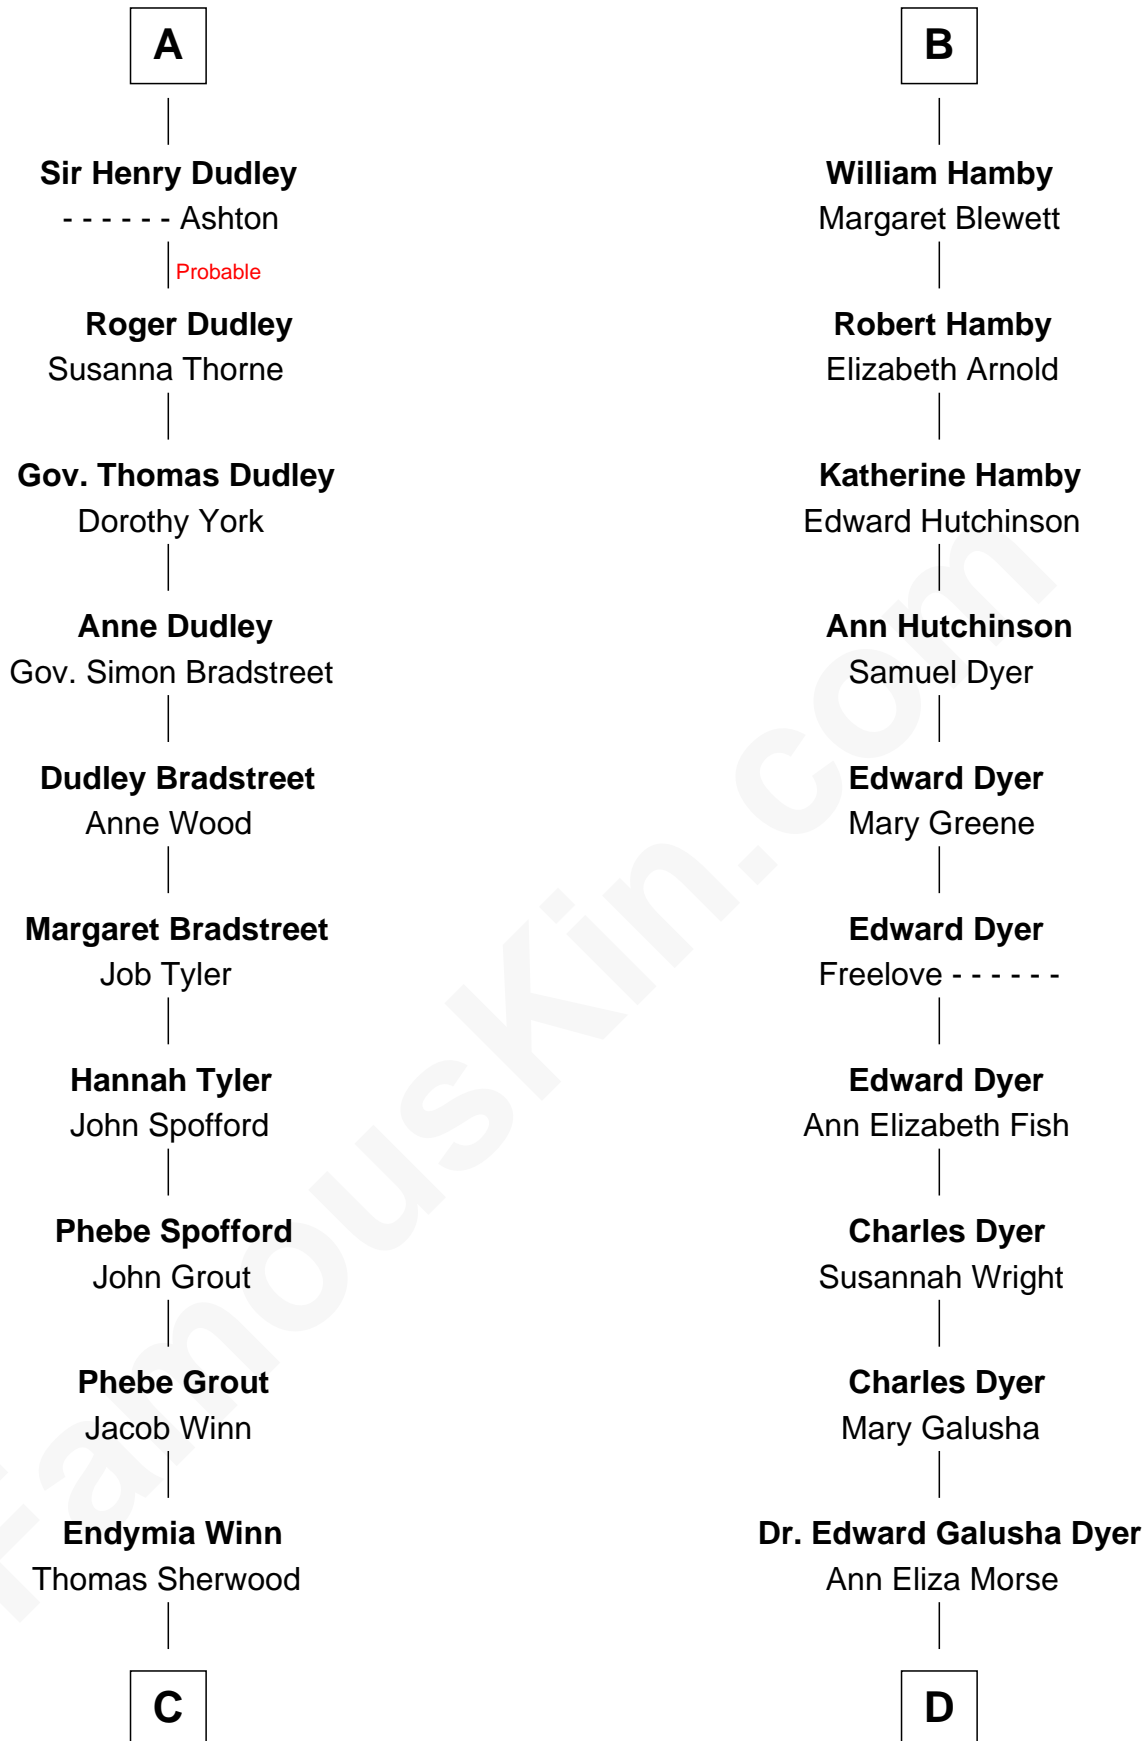 A
Sir Henry Dudley
- - - - - - Ashton
Probable
Roger Dudley
Susanna Thorne
Gov. Thomas Dudley
Dorothy York
Anne Dudley
Gov. Simon Bradstreet
Dudley Bradstreet
Anne Wood
Margaret Bradstreet
Job Tyler
Hannah Tyler
John Spofford
Phebe Spofford
John Grout
Phebe Grout
Jacob Winn
Endymia Winn
Thomas Sherwood
C
B
William Hamby
Margaret Blewett
Robert Hamby
Elizabeth Arnold
Katherine Hamby
Edward Hutchinson
Ann Hutchinson
Samuel Dyer
Edward Dyer
Mary Greene
Edward Dyer
Freelove - - - - - -
Edward Dyer
Ann Elizabeth Fish
Charles Dyer
Susannah Wright
Charles Dyer
Mary Galusha
Dr. Edward Galusha Dyer
Ann Eliza Morse
D
FamousKin.com